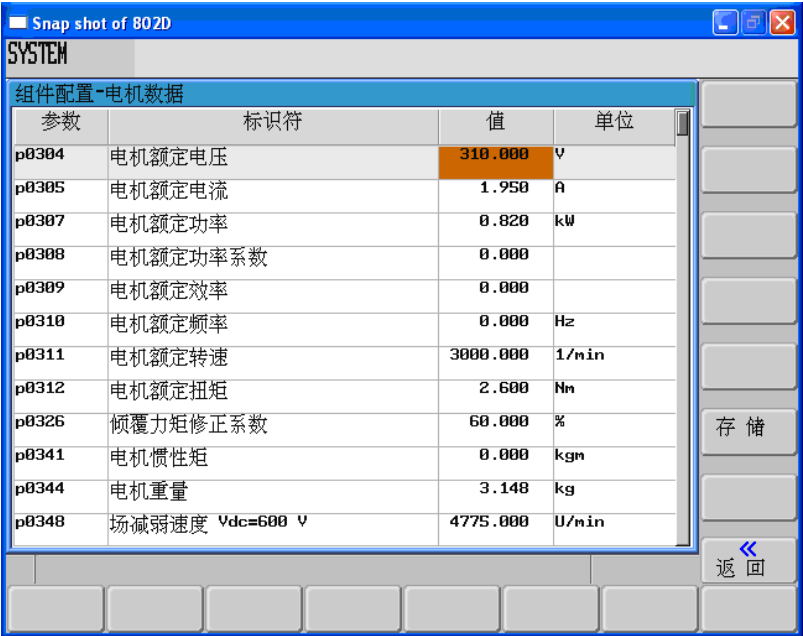 Snap shot of 802D
SYSTEM
组件配置-电机数据
参数 标识符 值 单位
p0304 电机额定电压 310.000 V
p0305 电机额定电流 1.950 A
p0307 电机额定功率 0.820 kW
p0308 电机额定功率系数 0.000
p0309 电机额定效率 0.000
p0310 电机额定频率 0.000 Hz
p0311 电机额定转速 3000.000 1/min
p0312 电机额定扭矩 2.600 Nm
p0326 倾覆力矩修正系数 60.000 %
p0341 电机惯性矩 0.000 kgm
p0344 电机重量 3.148 kg
p0348 场减弱速度 Vdc=600 V 4775.000 U/min
存 储
返 回